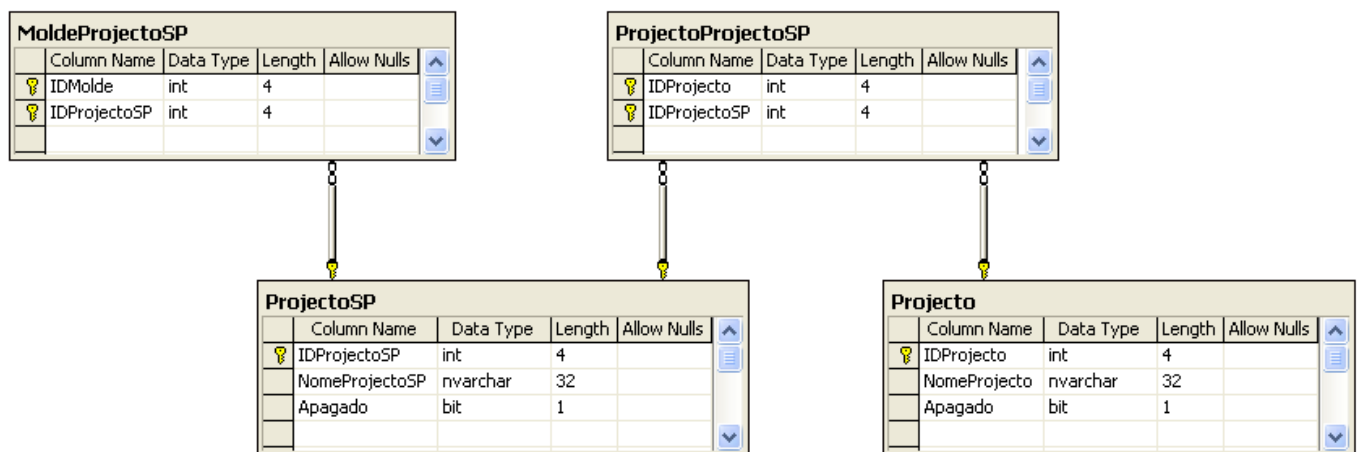 MoldeProjectoSP
Column Name Data Type Length Allow Nulls
IDMolde int 4
IDProjectoSP int 4
ProjectoProjectoSP
Column Name Data Type Length Allow Nulls
IDProjecto int 4
IDProjectoSP int 4
ProjectoSP
Column Name Data Type Length Allow Nulls
IDProjectoSP int 4
NomeProjectoSP nvarchar 32
Apagado bit 1
Projecto
Column Name Data Type Length Allow Nulls
IDProjecto int 4
NomeProjecto nvarchar 32
Apagado bit 1